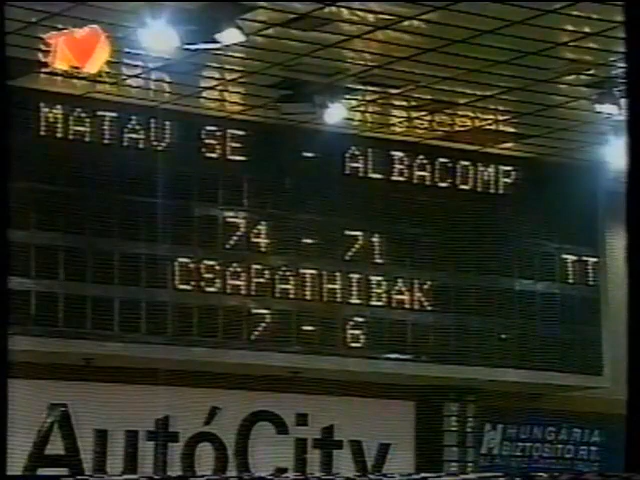 MATAV SE - ALBACOMP
74 - 71
TT
CSAPATHIBAK
7 - 6
AutóCity
HUNGÁRIA
BIZTOSÍTÓ RT.